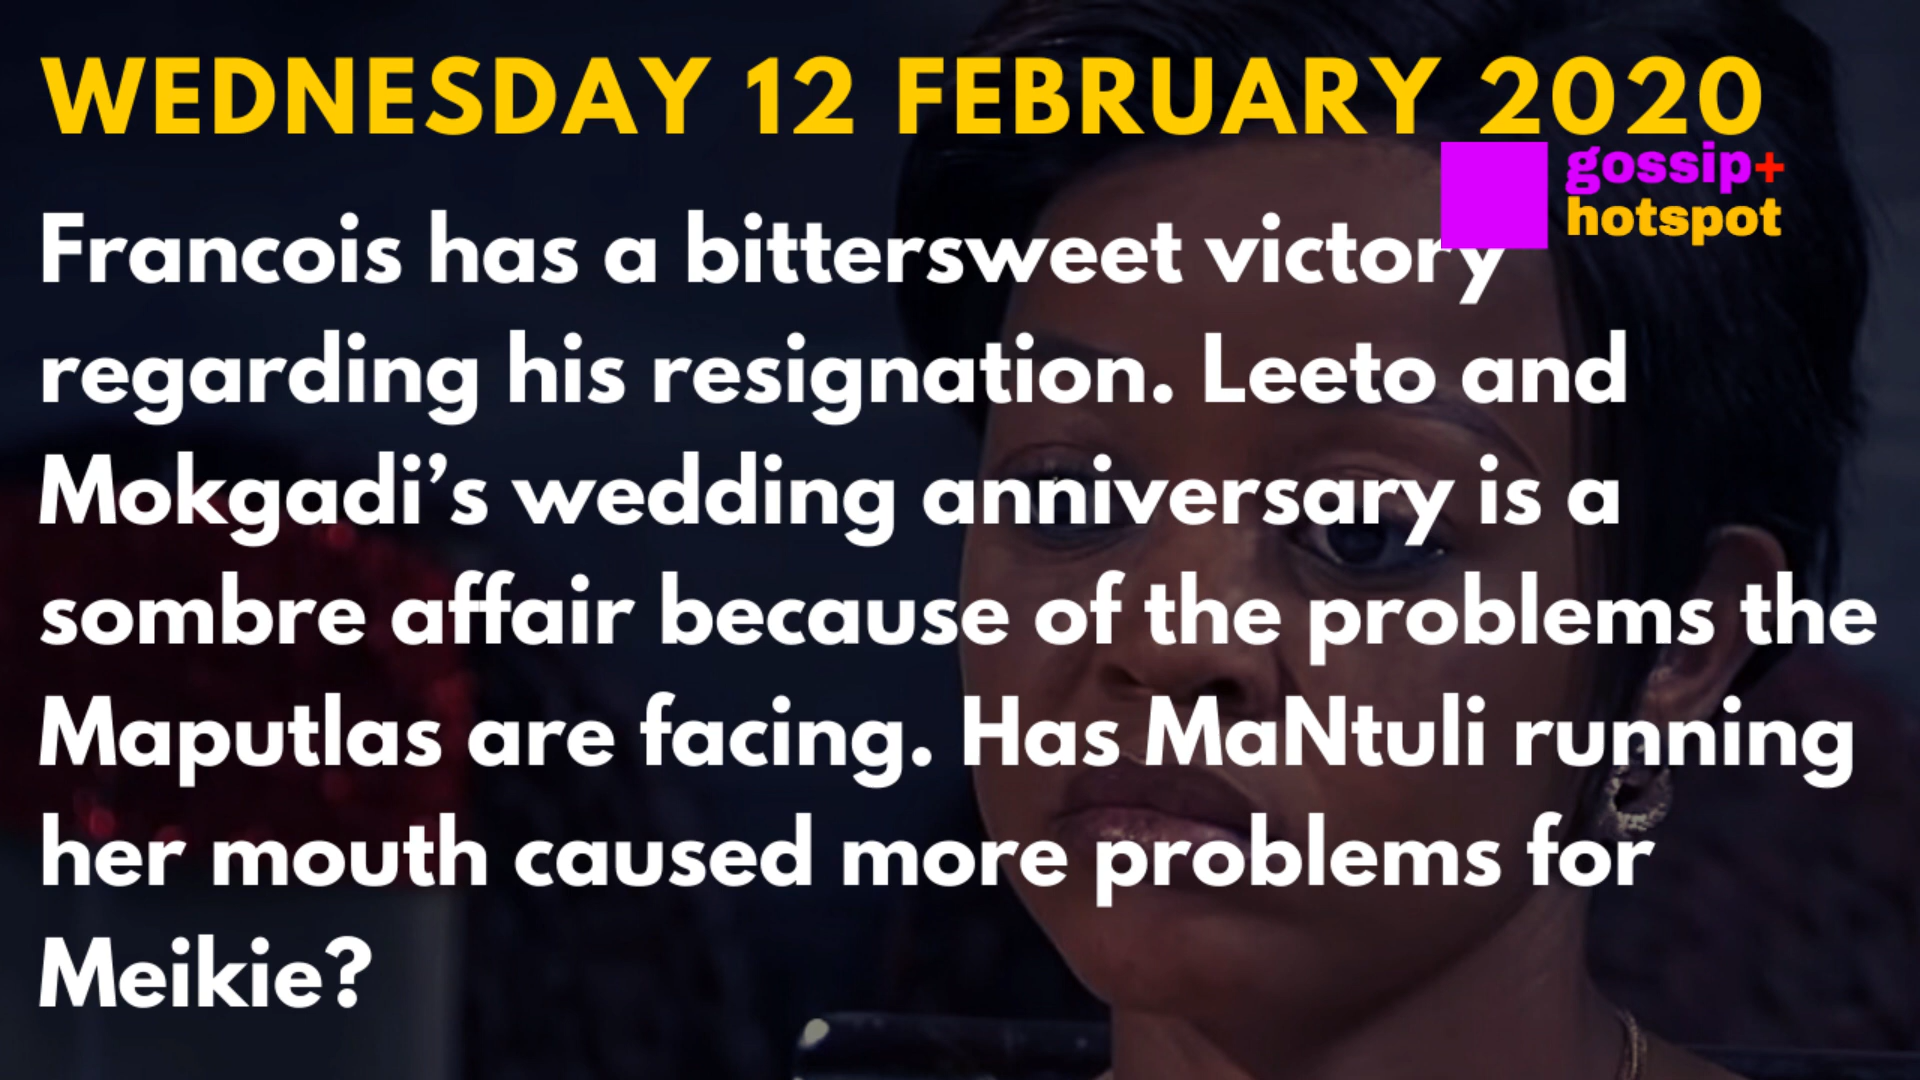 WEDNESDAY 12 FEBRUARY 2020
gossip+
hotspot
Francois has a bittersweet victory
regarding his resignation. Leeto and
Mokgadi’s wedding anniversary is a
sombre affair because of the problems the
Maputlas are facing. Has MaNtuli running
her mouth caused more problems for
Meikie?